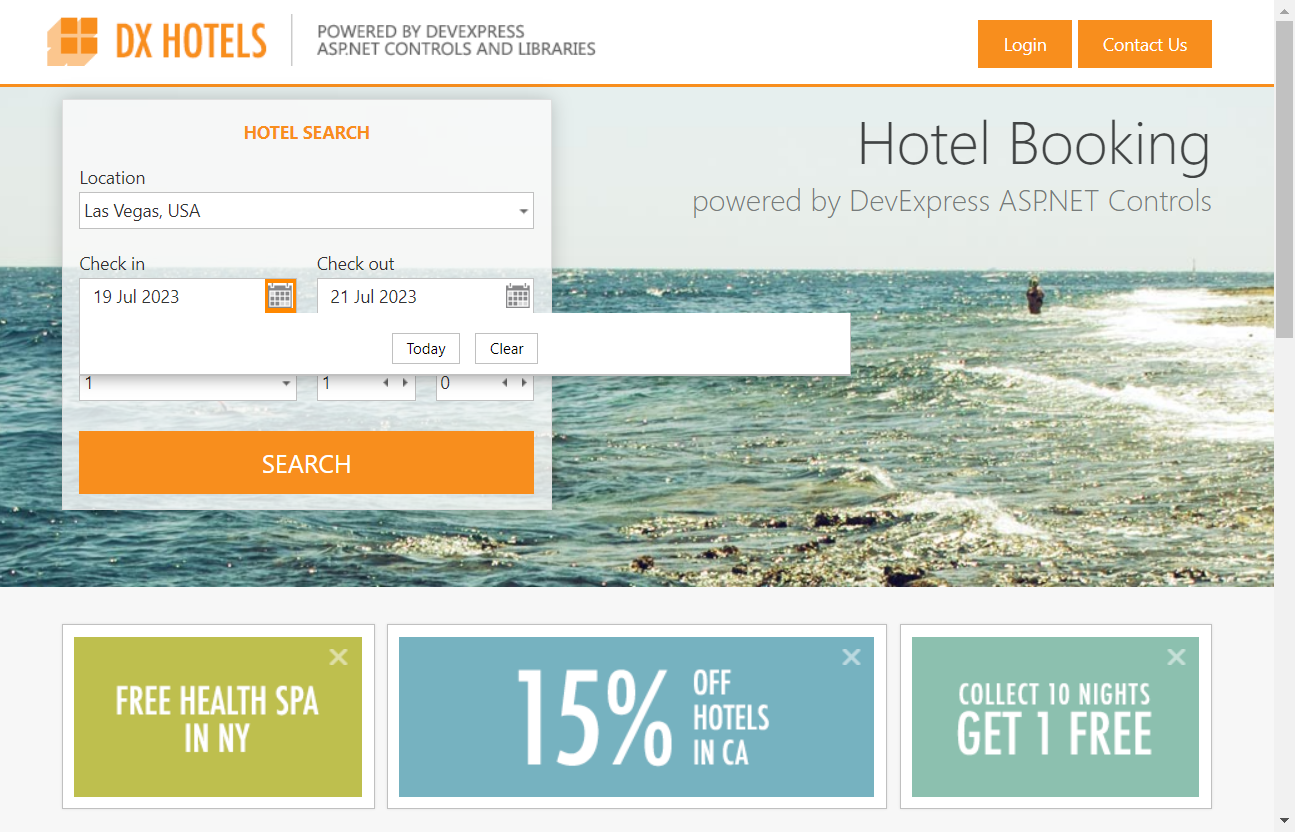 DX HOTELS
POWERED BY DEVEXPRESS
ASP.NET CONTROLS AND LIBRARIES
Login
Contact Us
HOTEL SEARCH
Hotel Booking
powered by DevExpress ASP.NET Controls
Location
Las Vegas, USA
Check in
Check out
19 Jul 2023
21 Jul 2023
Today
Clear
1
1
0
SEARCH
FREE HEALTH SPA
IN NY
15%
OFF
HOTELS
IN CA
COLLECT 10 NIGHTS
GET 1 FREE